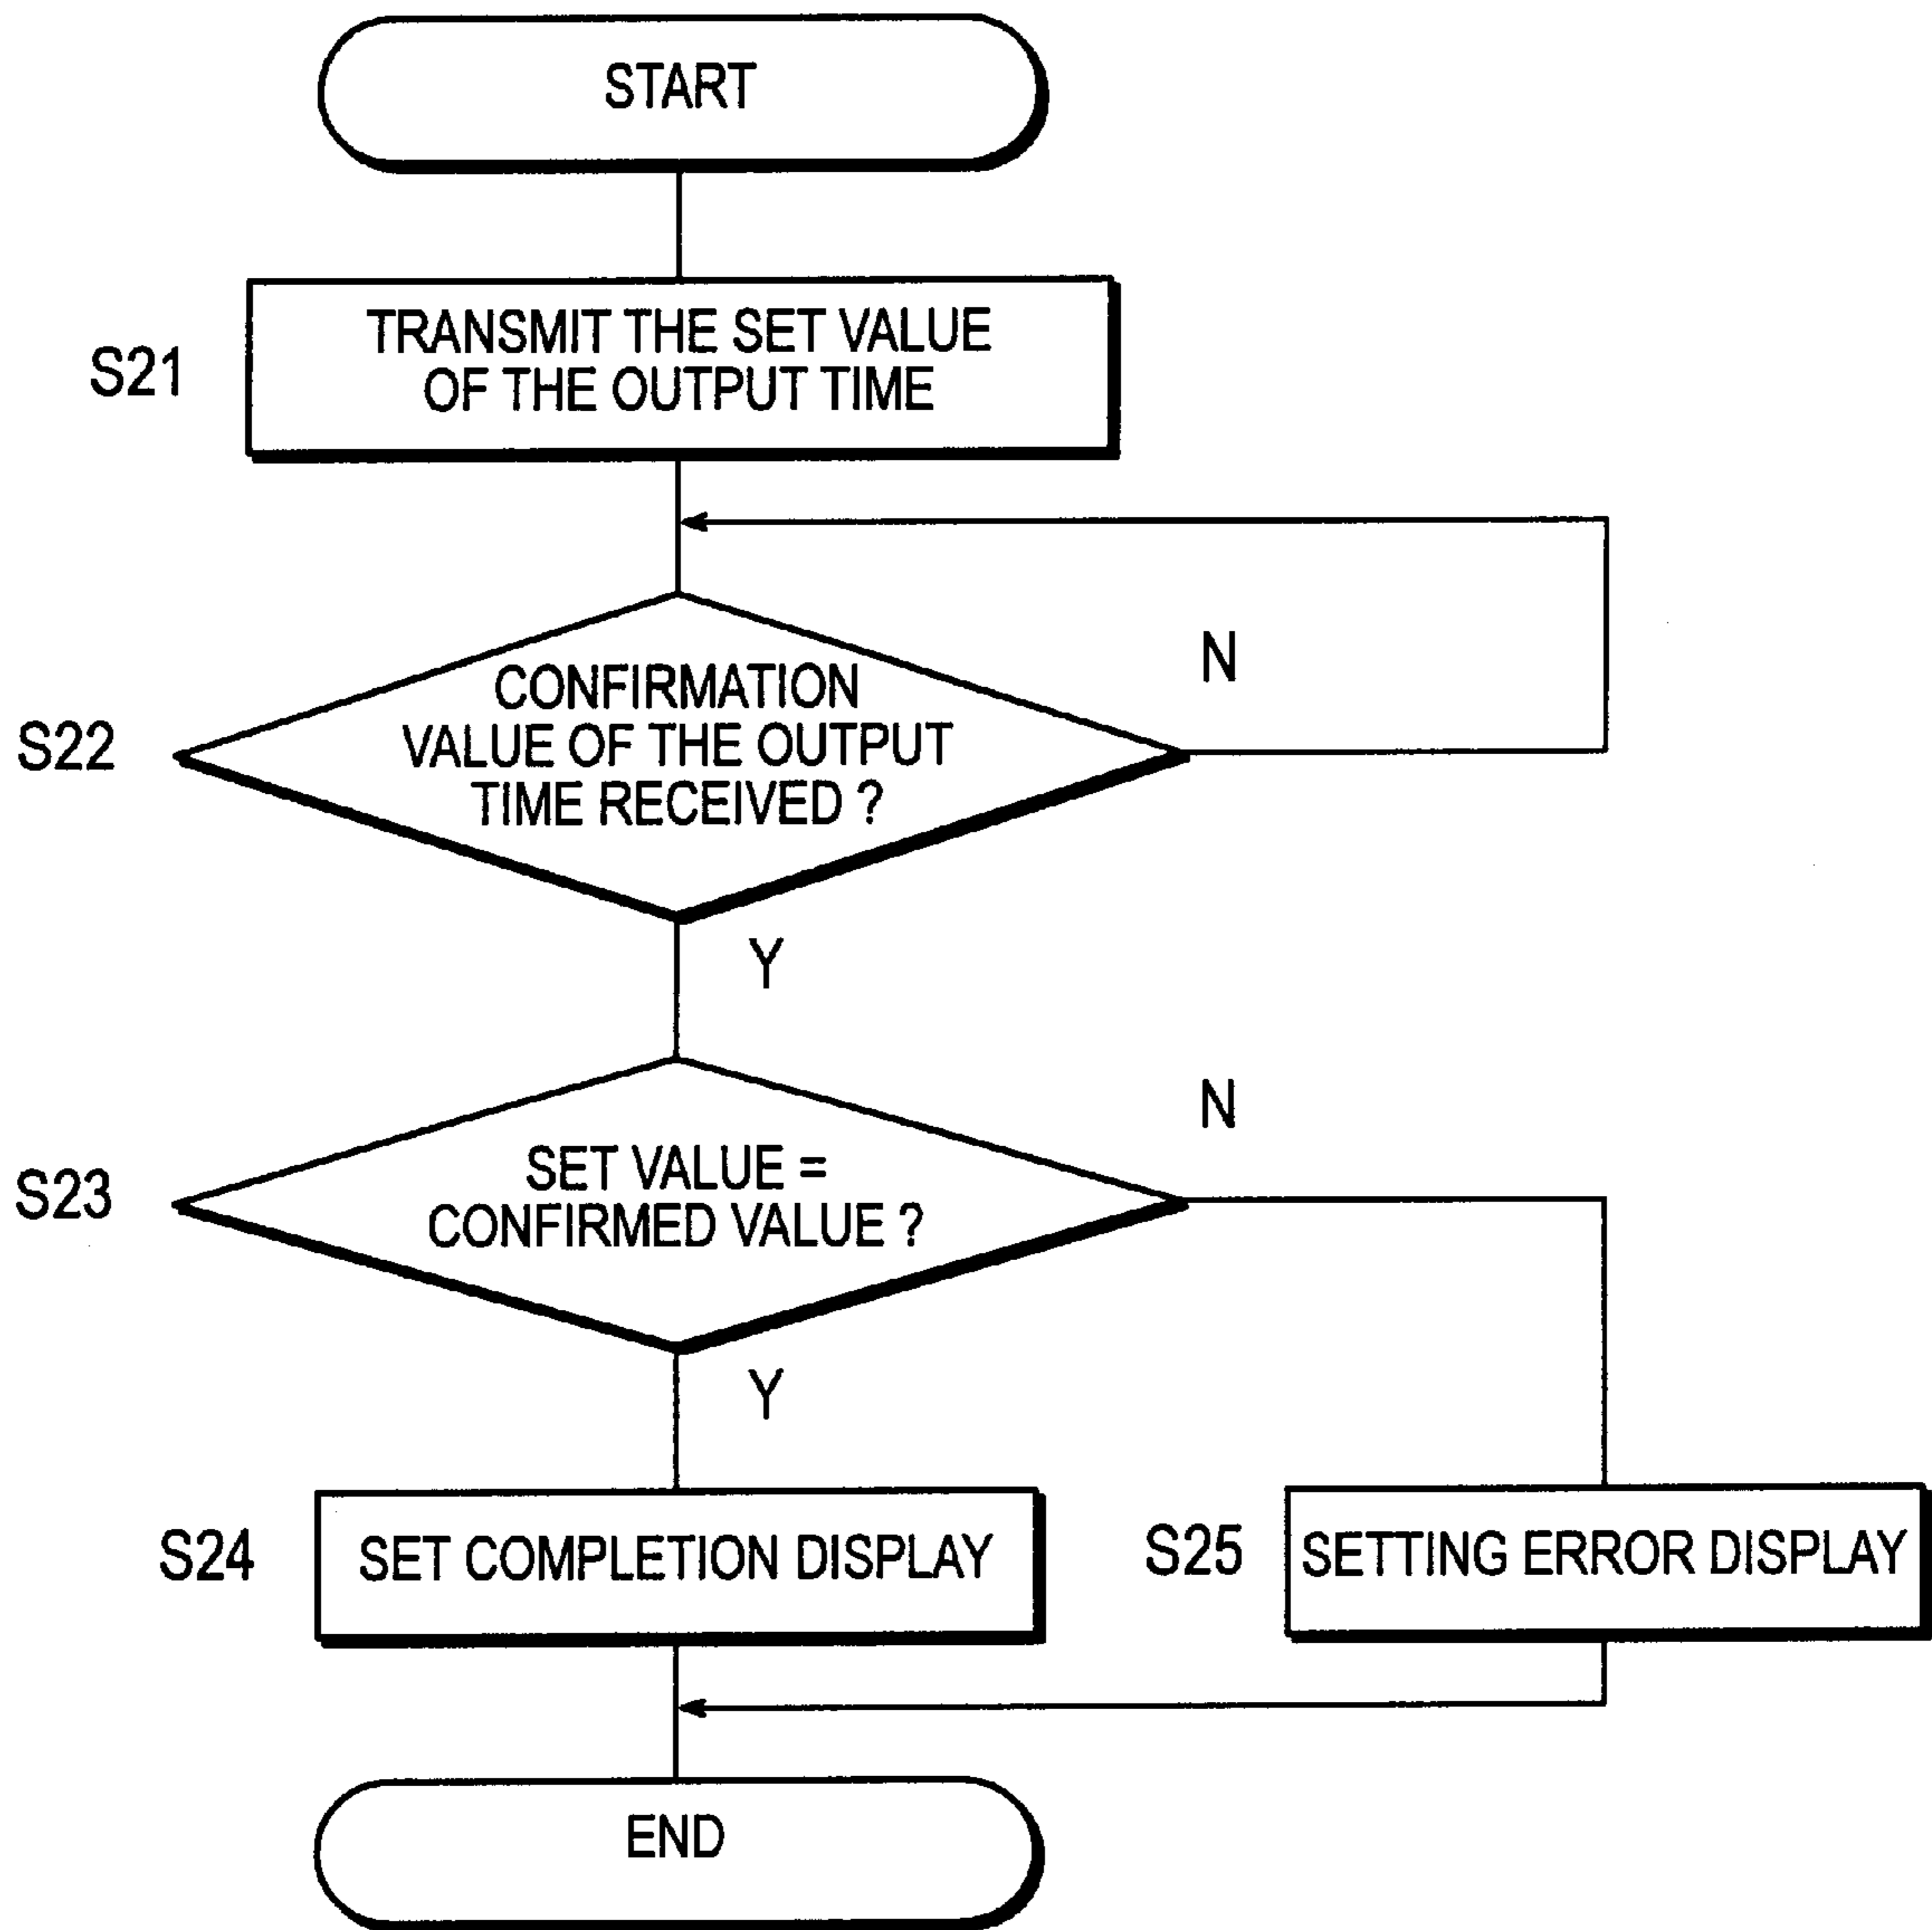 START
S21
TRANSMIT THE SET VALUE
OF THE OUTPUT TIME
N
S22
CONFIRMATION
VALUE OF THE OUTPUT
TIME RECEIVED ?
Y
N
S23
SET VALUE =
CONFIRMED VALUE ?
Y
S24
SET COMPLETION DISPLAY
S25
SETTING ERROR DISPLAY
END